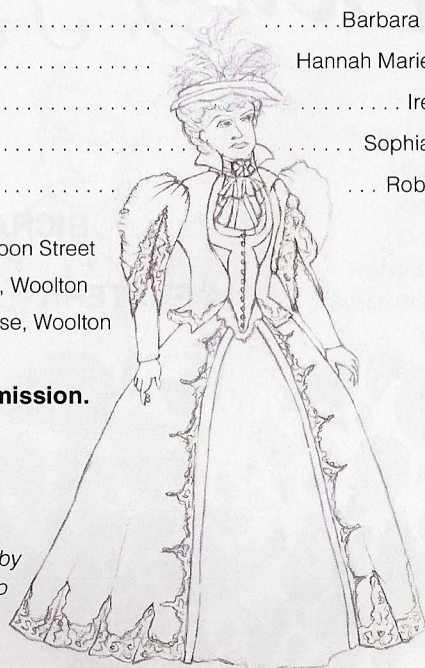 . . . . . . . . . . . . . . . . . . . . . . . . . . . . . . . . Barbara
. . . . . . . . . . . . . . . . . . . . Hannah Marie
. . . . . . . . . . . . . . . . . . . . . . . . . . . . . . Ire
. . . . . . . . . . . . . . . . . . . . . . . . . . . . . . . . Sophia
. . . . . . . . . . . . . . . . . . . . . Rob
oon Street
, Woolton
se, Woolton
mission.
by
o